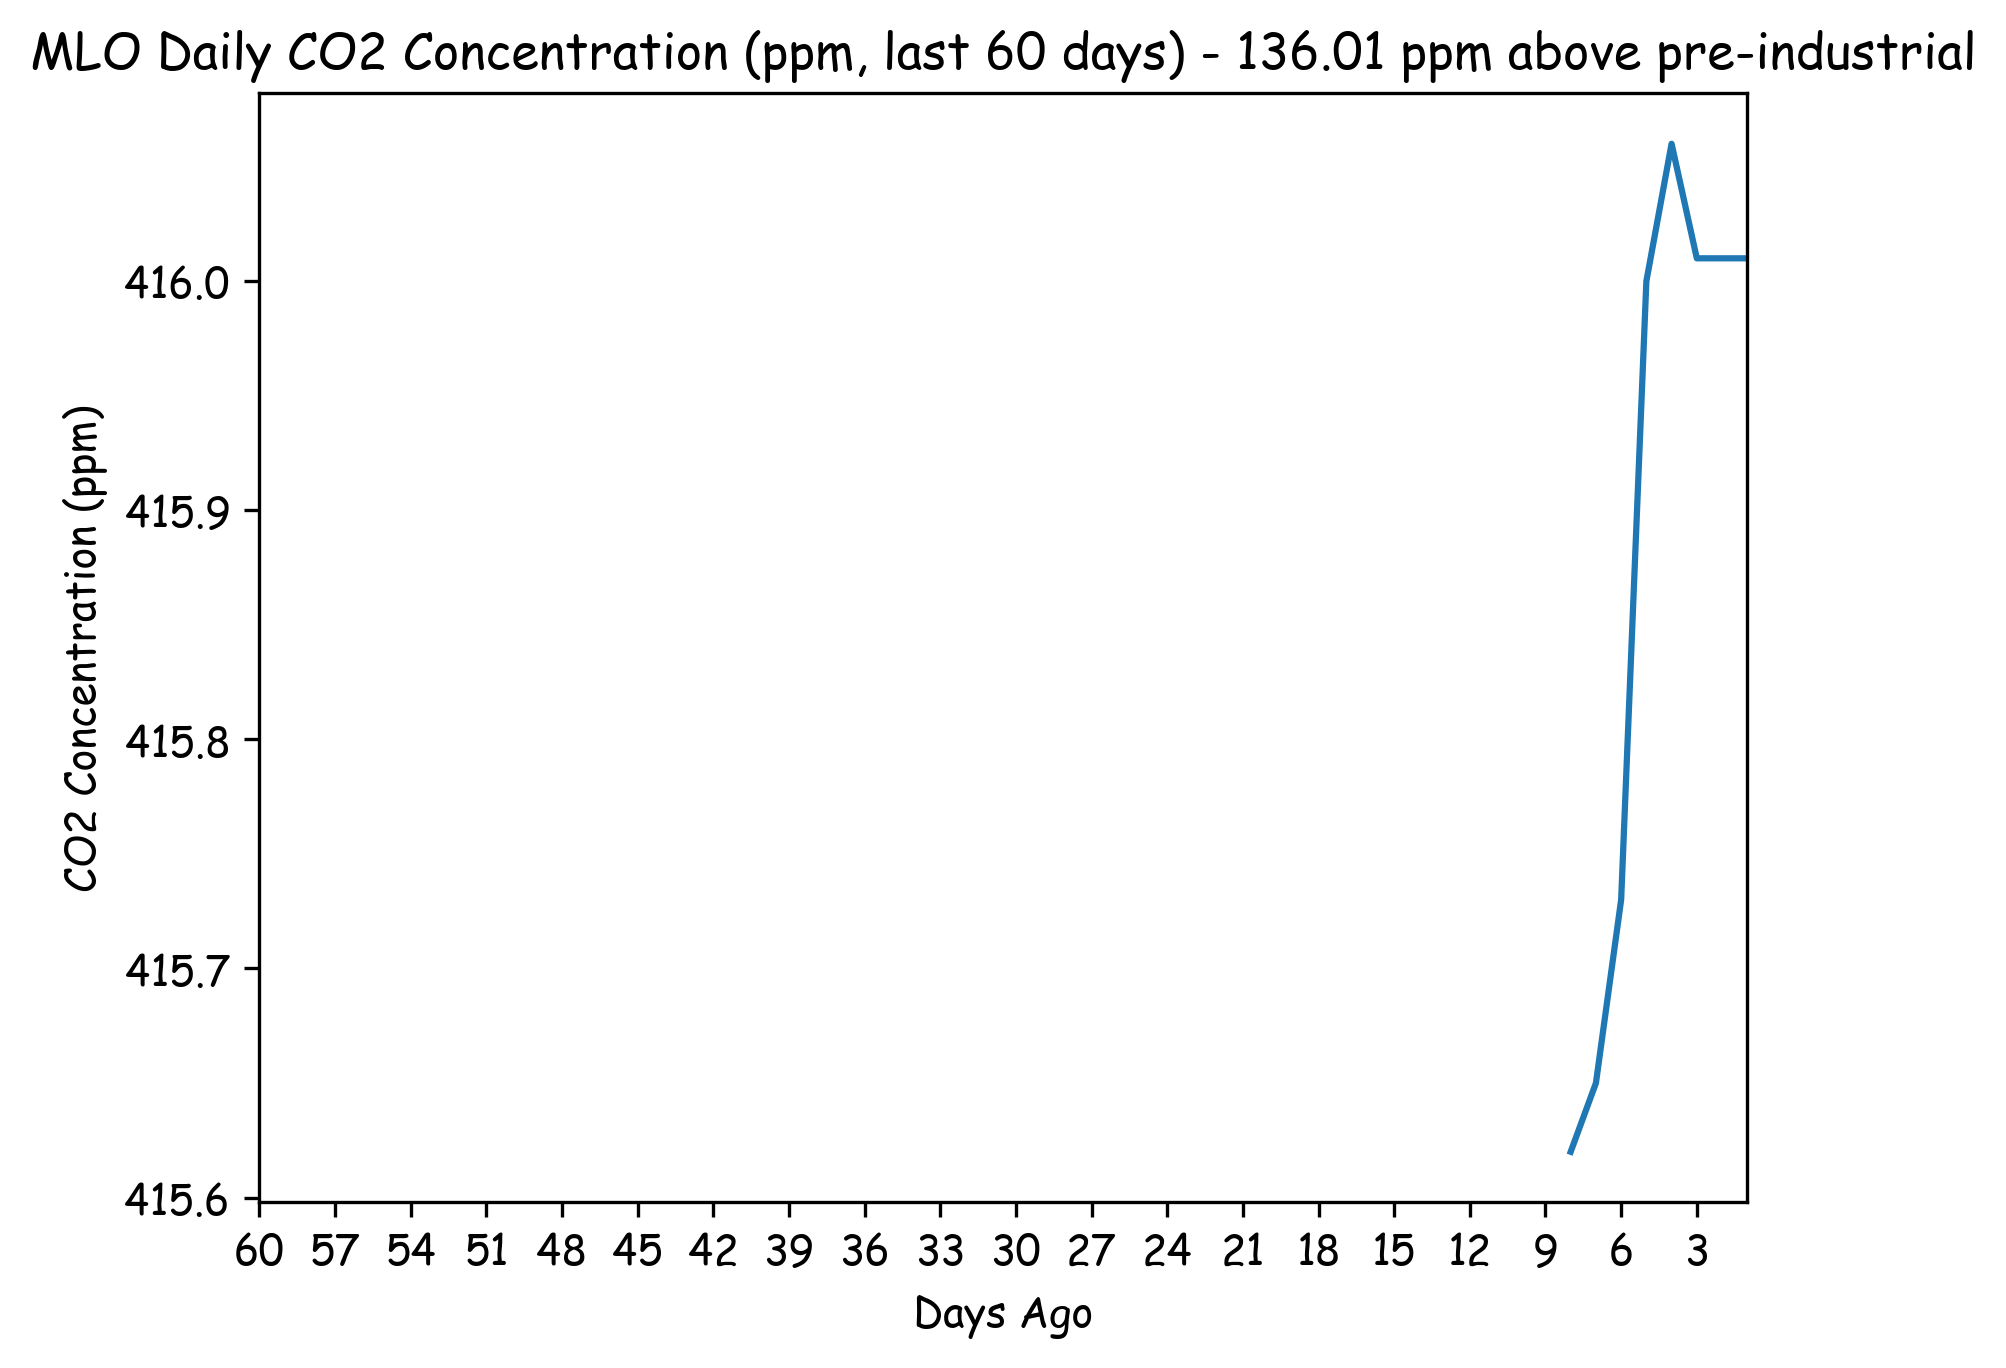 MLO Daily CO2 Concentration (ppm, last 60 days) - 136.01 ppm above pre-industrial
CO2 Concentration (ppm)
416.0
415.9
415.8
415.7
415.6
60 57 54 51 48 45 42 39 36 33 30 27 24 21 18 15 12 9 6 3
Days Ago